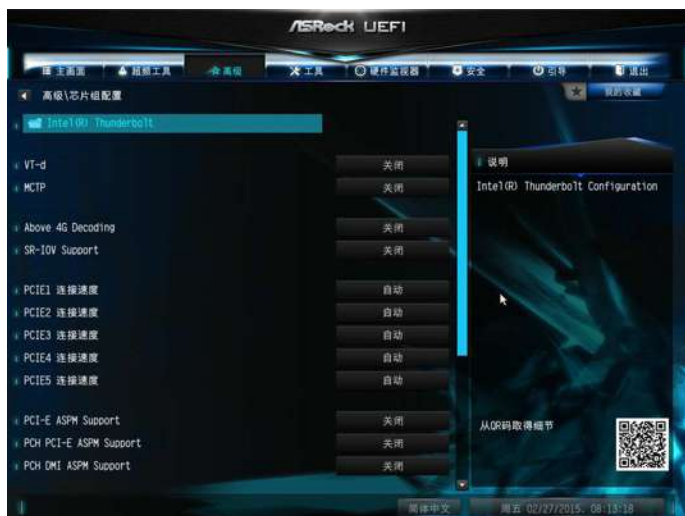 ASRock UEFI
主画面 超频工具 高级 工具 硬件监视器 安全 引导 退出
高级\芯片组配置 我的收藏
Intel(R) Thunderbolt
说明
VT-d 关闭
MCTP 关闭
Intel(R) Thunderbolt Configuration
Above 4G Decoding 关闭
SR-IOV Support 关闭
PCIE1 连接速度 自动
PCIE2 连接速度 自动
PCIE3 连接速度 自动
PCIE4 连接速度 自动
PCIE5 连接速度 自动
PCI-E ASPM Support 关闭
从QR码取得细节
PCH PCI-E ASPM Support 关闭
PCH DMI ASPM Support 关闭
简体中文 周五 02/27/2015, 08:13:18